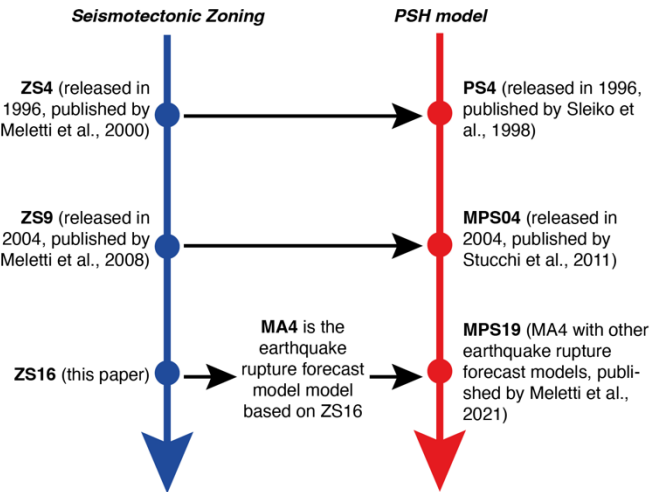 Seismotectonic Zoning
PSH model
ZS4 (released in
1996, published by
Meletti et al., 2000)
PS4 (released in 1996,
published by Sleiko et
al., 1998)
ZS9 (released in
2004, published by
Meletti et al., 2008)
MPS04 (released in
2004, published by
Stucchi et al., 2011)
ZS16 (this paper)
MA4 is the
earthquake
rupture forecast
model model
based on ZS16
MPS19 (MA4 with other
earthquake rupture
forecast models, publi-
shed by Meletti et al.,
2021)